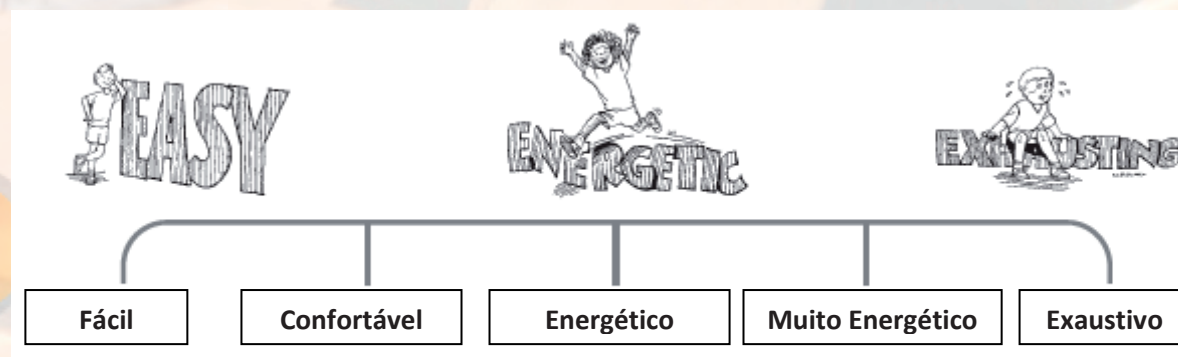 EASY
ENERGETIC
EXHAUSTING
Fácil
Confortável
Energético
Muito Energético
Exaustivo